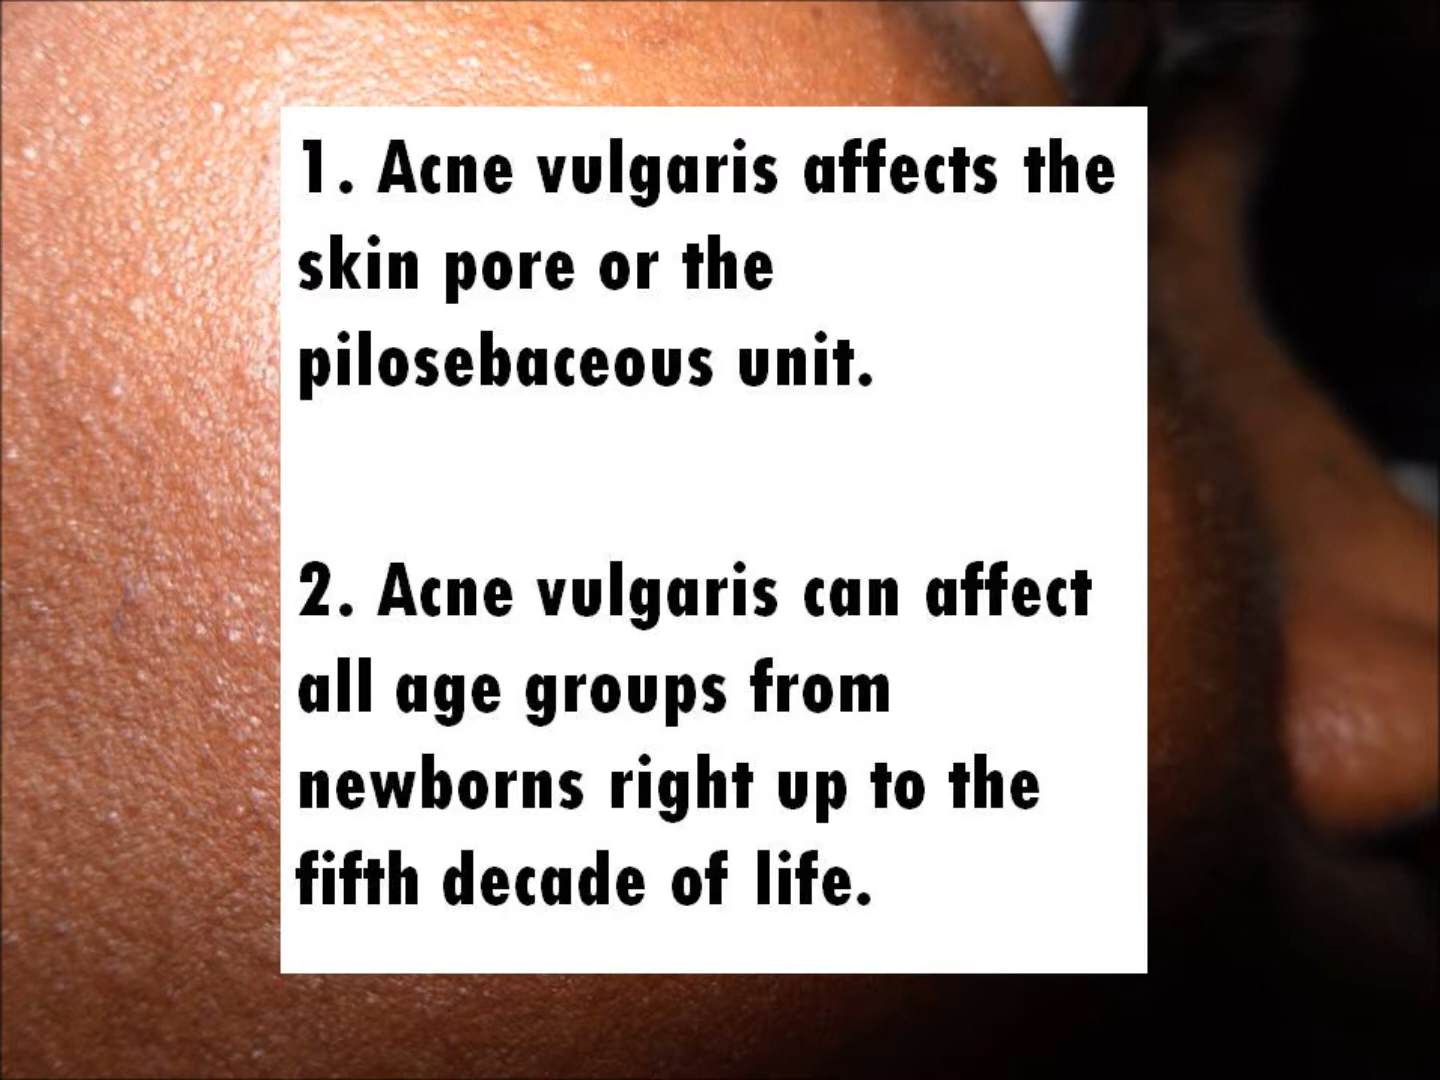 1. Acne vulgaris affects the
skin pore or the
pilosebaceous unit.
2. Acne vulgaris can affect
all age groups from
newborns right up to the
fifth decade of life.